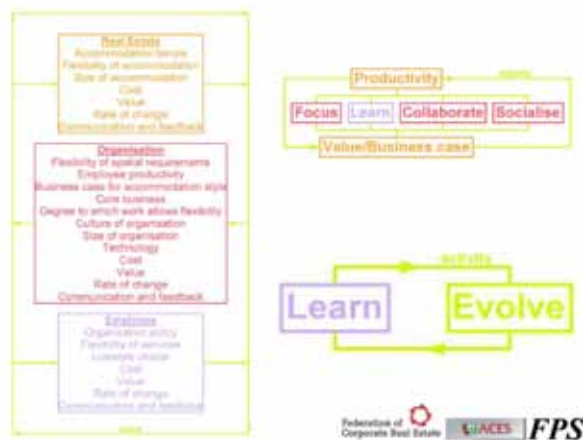 Real Estate
Accommodation tenure
Flexibility of accommodation
Size of accommodation
Cost
Value
Rate of change
Communication and feedback
Organisation
Flexibility of spatial requirements
Employee productivity
Business case for accommodation style
Core business
Degree to which work allows flexibility
Culture of organisation
Size of organisation
Technology
Cost
Value
Rate of change
Communication and feedback
Employee
Organisation policy
Flexibility of services
Lifestyle choice
Cost
Value
Rate of change
Communication and feedback
Productivity
Focus
Learn
Collaborate
Socialise
Value/Business case
activity
Learn
Evolve
Federation of
Corporate Real Estate
ACES
FPS